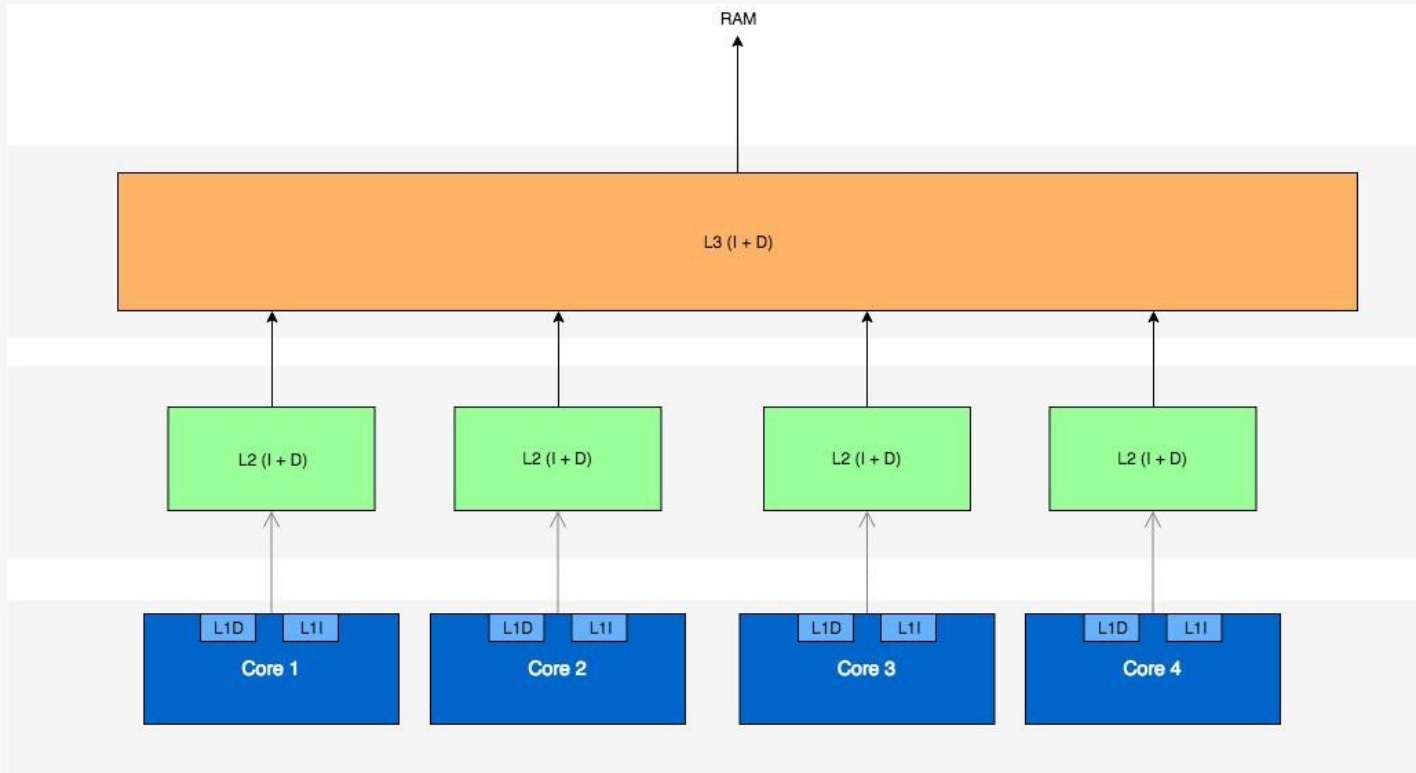 RAM
L3 (I + D)
L2 (I + D)
L2 (I + D)
L2 (I + D)
L2 (I + D)
L1D
L1I
L1D
L1I
L1D
L1I
L1D
L1I
Core 1
Core 2
Core 3
Core 4